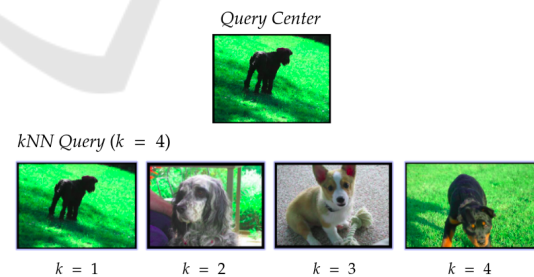 Query Center
kNN Query (k = 4)
k = 1
k = 2
k = 3
k = 4